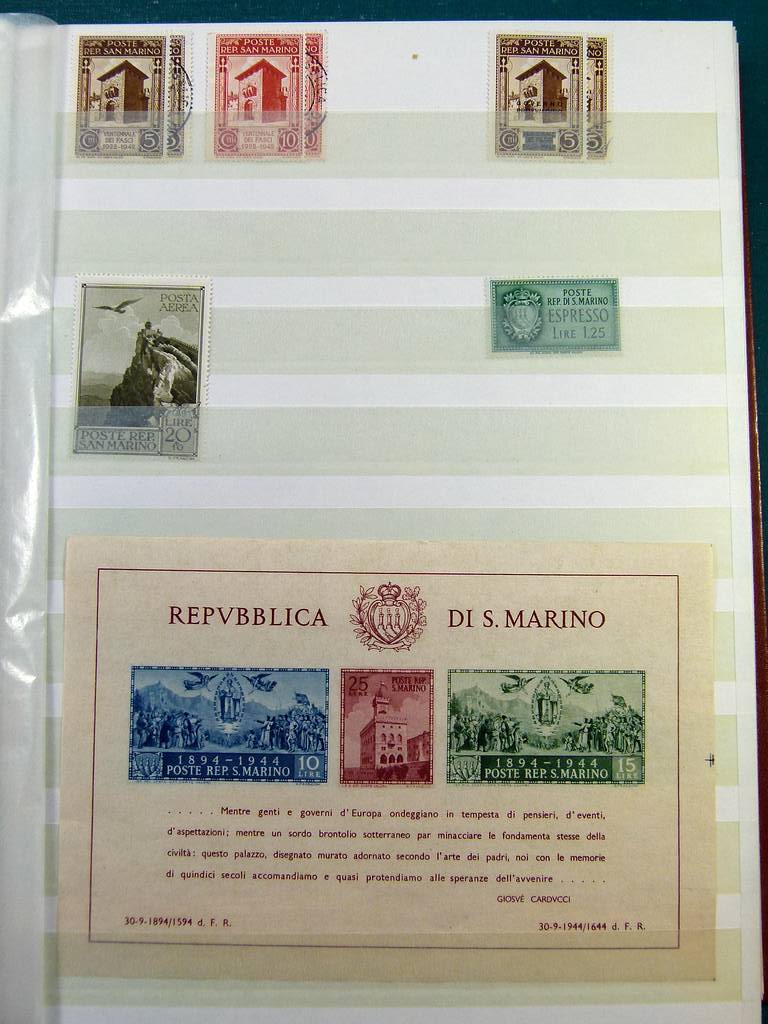 POSTE
REP. SAN MARINO
VENTENNALE
DEI FASCI
1922-1942
5
POSTE
REP. SAN MARINO
VENTENNALE
DEI FASCI
1922-1942
10
POSTE
REP. SAN MARINO
GOVERNO
5
POSTA
AEREA
LIRE
20
POSTE REP.
SAN MARINO
POSTE
REP. DI S. MARINO
ESPRESSO
LIRE 1.25
REPVBBLICA DI S. MARINO
1894-1944
10
LIRE
POSTE REP. S. MARINO
25
LIRE
POSTE REP.
S. MARINO
1894-1944
15
LIRE
POSTE REP. S. MARINO
. . . . . Mentre genti e governi d'Europa ondeggiano in tempesta di pensieri, d'eventi,
d'aspettazioni; mentre un sordo brontolio sotterraneo par minacciare le fondamenta stesse della
civiltà: questo palazzo, disegnato murato adornato secondo l'arte dei padri, noi con le memorie
di quindici secoli accomandiamo e quasi protendiamo alle speranze dell'avvenire . . . . .
GIOSVÉ CARDVCCI
30-9-1894/1594 d. F. R.
30-9-1944/1644 d. F. R.